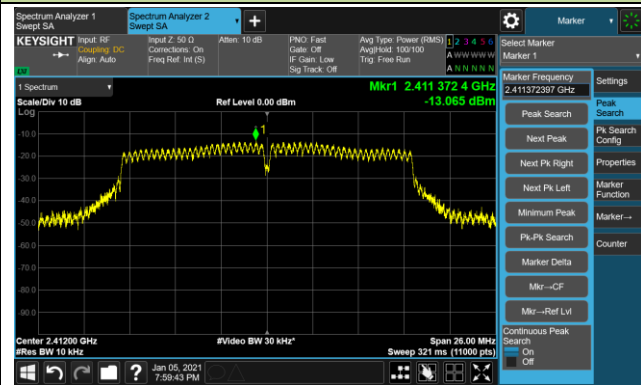 Spectrum Analyzer 1
Swept SA
Spectrum Analyzer 2
Swept SA
Marker
KEYSIGHT
Input: RF
Coupling: DC
Align: Auto
Input Z: 50 Ω
Corrections: On
Freq Ref: Int (S)
Atten: 10 dB
PNO: Fast
Gate: Off
IF Gain: Low
Sig Track: Off
Avg Type: Power (RMS)
Avg|Hold: 100/100
Trig: Free Run
1 2 3 4 5 6
A W W W W W
A N N N N N
LXI
1 Spectrum
Scale/Div 10 dB
Log
Ref Level 0.00 dBm
Mkr1 2.411 372 4 GHz
-13.065 dBm
1
-10.0
-20.0
-30.0
-40.0
-50.0
-60.0
-70.0
-80.0
-90.0
Center 2.41200 GHz
#Res BW 10 kHz
#Video BW 30 kHz*
Span 26.00 MHz
Sweep 321 ms (11000 pts)
Jan 05, 2021
7:59:43 PM
Select Marker
Marker 1
Marker Frequency
2.411372397 GHz
Peak Search
Next Peak
Next Pk Right
Next Pk Left
Minimum Peak
Pk-Pk Search
Marker Delta
Mkr→CF
Mkr→Ref Lvl
Continuous Peak
Search
On
Off
Settings
Peak
Search
Pk Search
Config
Properties
Marker
Function
Marker→
Counter